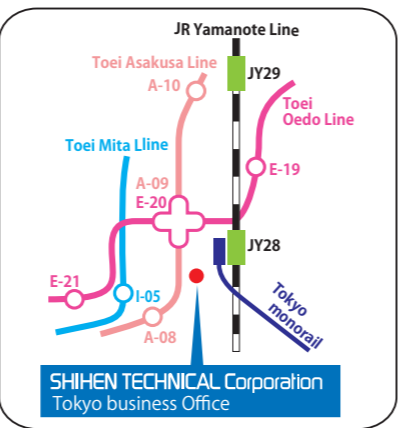 JR Yamanote Line
Toei Asakusa Line
JY29
A-10
Toei
Oedo Line
Toei Mita Lline
E-19
A-09
E-20
JY28
E-21
I-05
Tokyo
monorail
A-08
SHIHEN TECHNICAL Corporation
Tokyo business Office